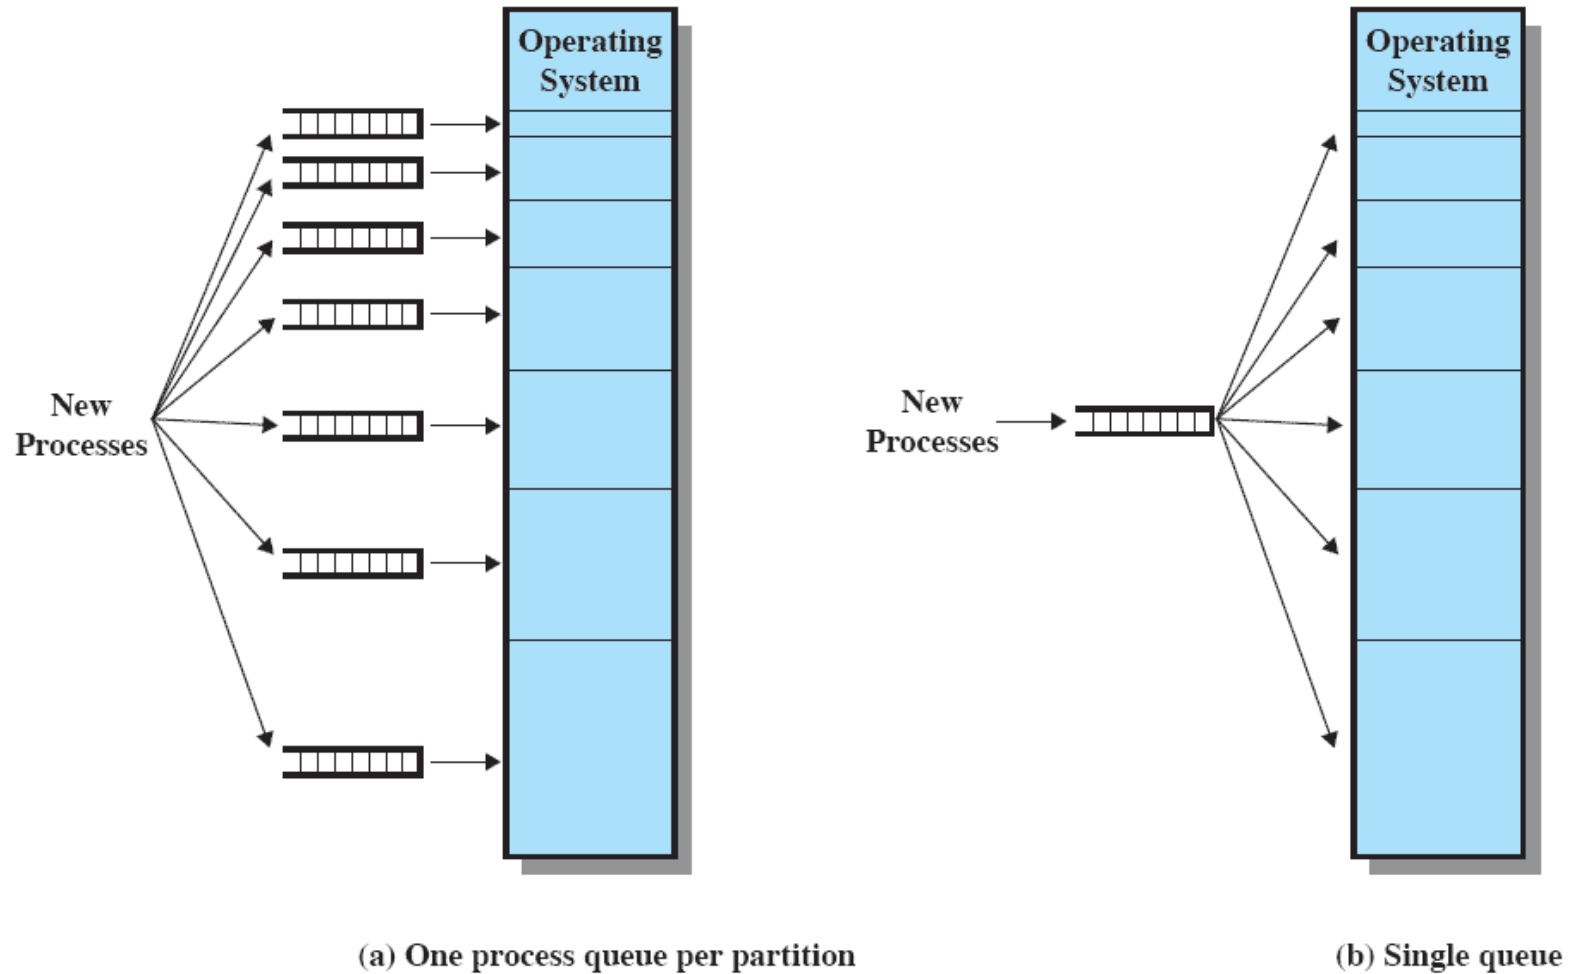 Operating
System
New
Processes
(a) One process queue per partition
Operating
System
New
Processes
(b) Single queue